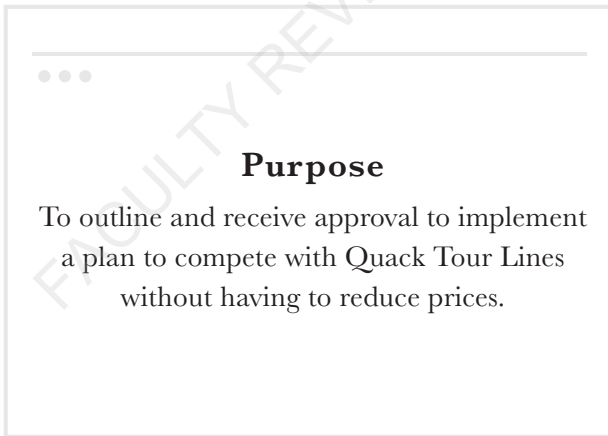 Purpose
To outline and receive approval to implement
a plan to compete with Quack Tour Lines
without having to reduce prices.
FACULTY